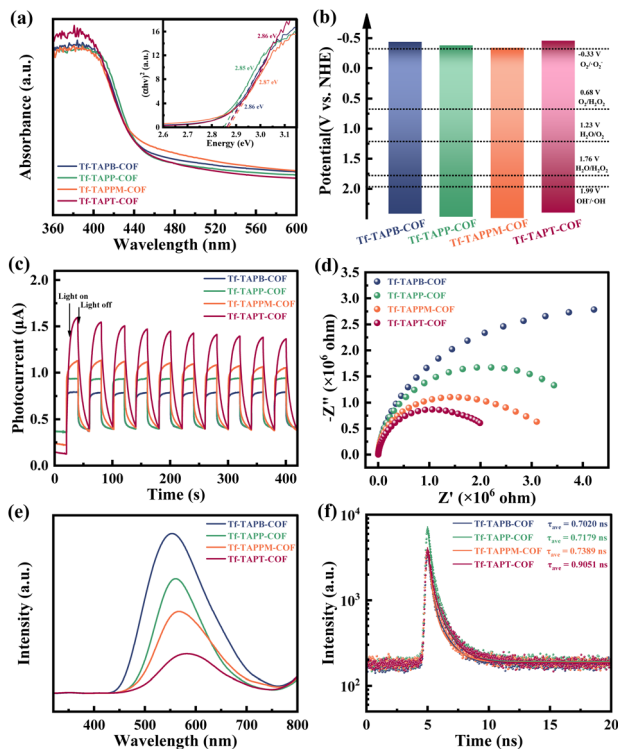 (a)
Absorbance (a.u.)
(αhν)² (a.u.)
16
12
8
4
0
2.86 eV
2.85 eV
2.87 eV
2.86 eV
2.6 2.7 2.8 2.9 3.0 3.1
Energy (eV)
Tf-TAPB-COF
Tf-TAPP-COF
Tf-TAPPM-COF
Tf-TAPT-COF
360 400 440 480 520 560 600
Wavelength (nm)
(b)
Potential(V vs. NHE)
-0.5
0.0
0.5
1.0
1.5
2.0
-0.33 V
O₂/·O₂⁻
0.68 V
O₂/H₂O₂
1.23 V
H₂O/O₂
1.76 V
H₂O/H₂O₂
1.99 V
OH⁻/·OH
Tf-TAPB-COF
Tf-TAPP-COF
Tf-TAPPM-COF
Tf-TAPT-COF
(c)
Photocurrent (μA)
2.0
1.5
1.0
0.5
0.0
Light on
Light off
Tf-TAPB-COF
Tf-TAPP-COF
Tf-TAPPM-COF
Tf-TAPT-COF
0 100 200 300 400
Time (s)
(d)
-Z'' (×10⁶ ohm)
-3.5
-3.0
-2.5
-2.0
-1.5
-1.0
-0.5
0.0
Tf-TAPB-COF
Tf-TAPP-COF
Tf-TAPPM-COF
Tf-TAPT-COF
0.0 1.0 2.0 3.0 4.0
Z' (×10⁶ ohm)
(e)
Intensity (a.u.)
Tf-TAPB-COF
Tf-TAPP-COF
Tf-TAPPM-COF
Tf-TAPT-COF
400 500 600 700 800
Wavelength (nm)
(f)
Intensity (a.u.)
10⁴
10³
10²
Tf-TAPB-COF τave = 0.7020 ns
Tf-TAPP-COF τave = 0.7179 ns
Tf-TAPPM-COF τave = 0.7389 ns
Tf-TAPT-COF τave = 0.9051 ns
0 5 10 15 20
Time (ns)